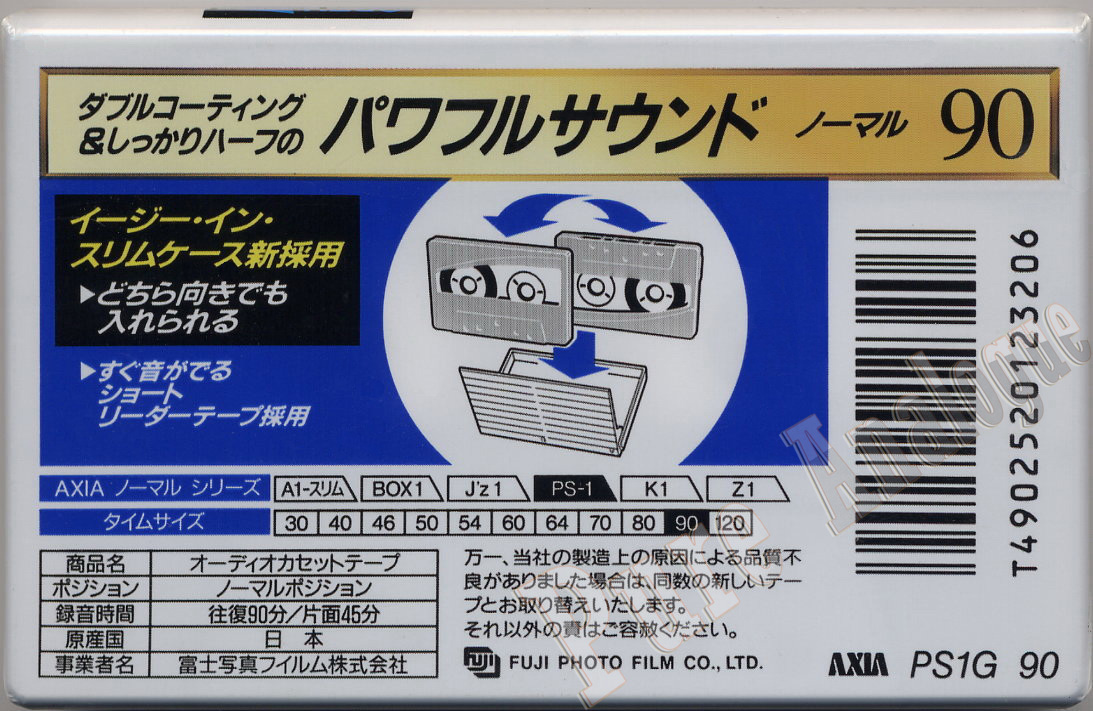 ダブルコーティング
&しっかりハーフの
パワフルサウンド ノーマル 90
イージー・イン・
スリムケース新採用
▶どちら向きでも
入れられる
▶すぐ音がでる
ショート
リーダーテープ採用
AXIA ノーマル シリーズ A1-スリム BOX1 J'z 1 PS-1 K1 Z1
タイムサイズ 30 40 46 50 54 60 64 70 80 90 120
商品名 オーディオカセットテープ
ポジション ノーマルポジション
録音時間 往復90分/片面45分
原産国 日本
事業者名 富士写真フイルム株式会社
万一、当社の製造上の原因による品質不
良がありました場合は、同数の新しいテー
プとお取り替えいたします。
それ以外の責はご容赦ください。
FUJI FUJI PHOTO FILM CO., LTD.
AXIA PS1G 90
T4902520123206
Pure Analogue